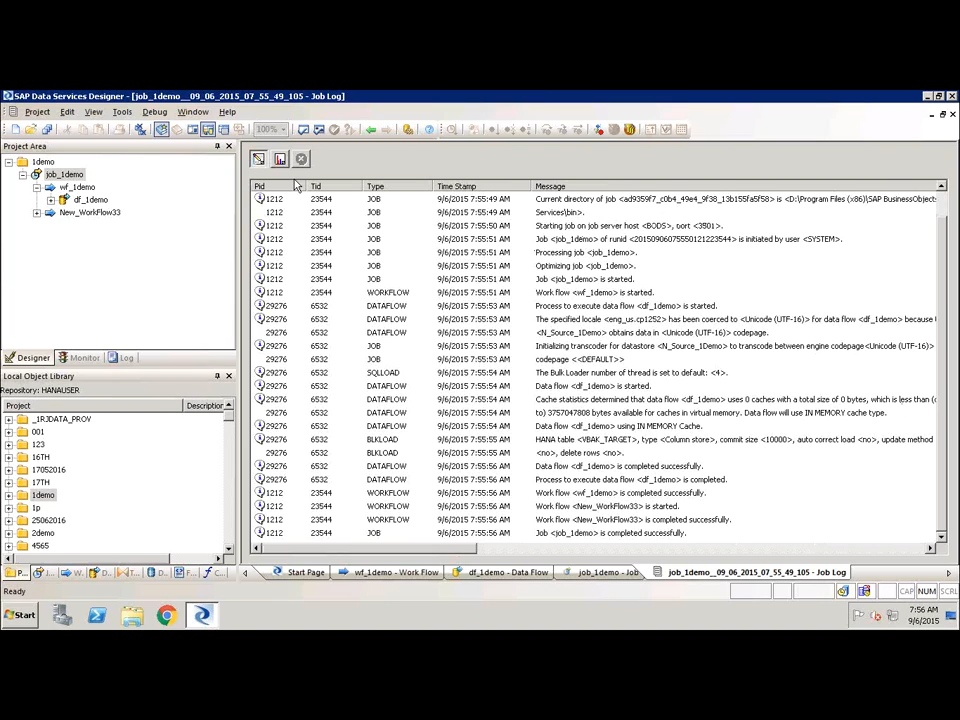 SAP Data Services Designer - [job_1demo__09_06_2015_07_55_49_105 - Job Log]
Project Edit View Tools Debug Window Help
100%
Project Area
1demo
job_1demo
wf_1demo
df_1demo
New_WorkFlow33
Designer Monitor Log
Local Object Library
Repository: HANAUSER
Project Description
_1RJDATA_PROV
001
123
16TH
17052016
17TH
1demo
1p
25062016
2demo
4565
P... J... W... D... T... D... F... C...
Pid Tid Type Time Stamp Message
1212 23544 JOB 9/6/2015 7:55:49 AM Current directory of job <ad9359f7_c0b4_49e4_9f38_13b155fa5f58> is <D:\Program Files (x86)\SAP BusinessObjec
1212 23544 JOB 9/6/2015 7:55:49 AM Services\bin>.
1212 23544 JOB 9/6/2015 7:55:50 AM Starting job on job server host <BODS>, port <3501>.
1212 23544 JOB 9/6/2015 7:55:51 AM Job <job_1demo> of runid <2015090607555012123544> is initiated by user <SYSTEM>.
1212 23544 JOB 9/6/2015 7:55:51 AM Processing job <job_1demo>.
1212 23544 JOB 9/6/2015 7:55:51 AM Optimizing job <job_1demo>.
1212 23544 JOB 9/6/2015 7:55:51 AM Job <job_1demo> is started.
1212 23544 WORKFLOW 9/6/2015 7:55:51 AM Work flow <wf_1demo> is started.
29276 6532 DATAFLOW 9/6/2015 7:55:53 AM Process to execute data flow <df_1demo> is started.
29276 6532 DATAFLOW 9/6/2015 7:55:53 AM The specified locale <eng_us.cp1252> has been coerced to <Unicode (UTF-16)> for data flow <df_1demo> because
29276 6532 DATAFLOW 9/6/2015 7:55:53 AM <N_Source_1Demo> obtains data in <Unicode (UTF-16)> codepage.
29276 6532 JOB 9/6/2015 7:55:53 AM Initializing transcoder for datastore <N_Source_1Demo> to transcode between engine codepage<Unicode (UTF-16)>
29276 6532 JOB 9/6/2015 7:55:53 AM codepage <<DEFAULT>>
29276 6532 SQLLOAD 9/6/2015 7:55:53 AM The Bulk Loader number of thread is set to default: <4>.
29276 6532 DATAFLOW 9/6/2015 7:55:53 AM Data flow <df_1demo> is started.
29276 6532 DATAFLOW 9/6/2015 7:55:53 AM Cache statistics determined that data flow <df_1demo> uses 0 caches with a total size of 0 bytes, which is less than (
29276 6532 DATAFLOW 9/6/2015 7:55:53 AM to) 3757047808 bytes available for caches in virtual memory. Data flow will use IN MEMORY cache type.
29276 6532 DATAFLOW 9/6/2015 7:55:53 AM Data flow <df_1demo> using IN MEMORY Cache.
29276 6532 BLKLOAD 9/6/2015 7:55:55 AM HANA table <VBAK_TARGET>, type <Column store>, commit size <10000>, auto correct load <no>, update method
29276 6532 BLKLOAD 9/6/2015 7:55:55 AM <no>, delete rows <no>.
29276 6532 DATAFLOW 9/6/2015 7:55:56 AM Data flow <df_1demo> is completed successfully.
29276 6532 DATAFLOW 9/6/2015 7:55:56 AM Process to execute data flow <df_1demo> is completed.
1212 23544 WORKFLOW 9/6/2015 7:55:56 AM Work flow <wf_1demo> is completed successfully.
1212 23544 WORKFLOW 9/6/2015 7:55:56 AM Work flow <New_WorkFlow33> is started.
1212 23544 WORKFLOW 9/6/2015 7:55:56 AM Work flow <New_WorkFlow33> is completed successfully.
1212 23544 JOB 9/6/2015 7:55:56 AM Job <job_1demo> is completed successfully.
Start Page wf_1demo - Work Flow df_1demo - Data Flow job_1demo - Job job_1demo__09_06_2015_07_55_49_105 - Job Log
Ready CAP NUM SCRL
Start 7:56 AM
9/6/2015